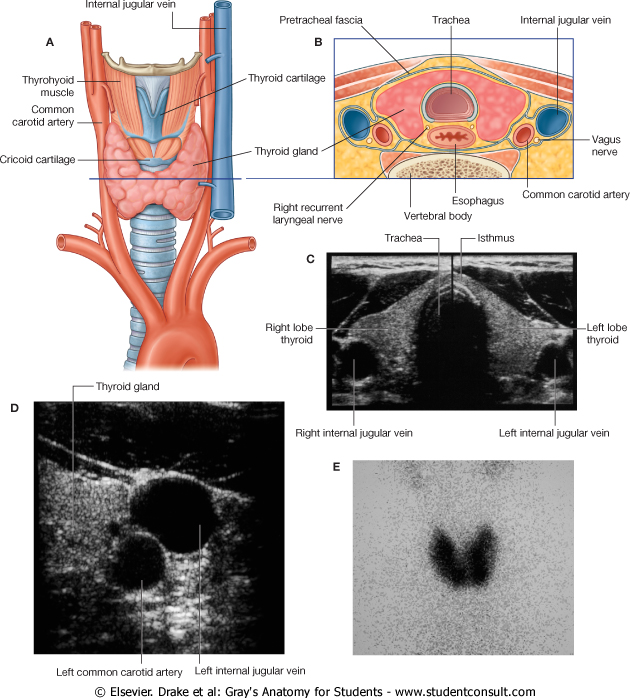 Internal jugular vein
A
Thyrohyoid
muscle
Common
carotid artery
Cricoid cartilage
Thyroid cartilage
Thyroid gland
B
Pretracheal fascia
Trachea
Internal jugular vein
Vagus
nerve
Common carotid artery
Esophagus
Vertebral body
Right recurrent
laryngeal nerve
C
Trachea
Isthmus
Right lobe
thyroid
Left lobe
thyroid
Right internal jugular vein
Left internal jugular vein
D
Thyroid gland
Left common carotid artery
Left internal jugular vein
E
© Elsevier. Drake et al: Gray's Anatomy for Students - www.studentconsult.com